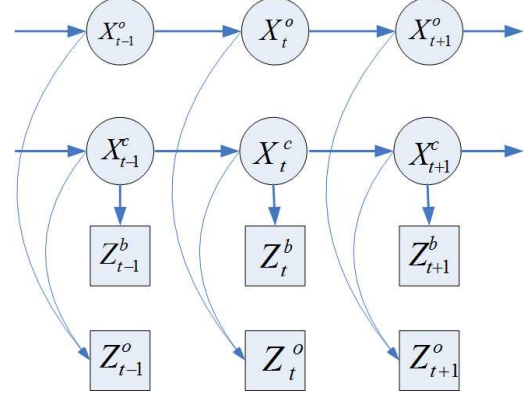 X^o_{t-1} X^o_t X^o_{t+1}
X^c_{t-1} X^c_t X^c_{t+1}
Z^b_{t-1} Z^b_t Z^b_{t+1}
Z^o_{t-1} Z^o_t Z^o_{t+1}